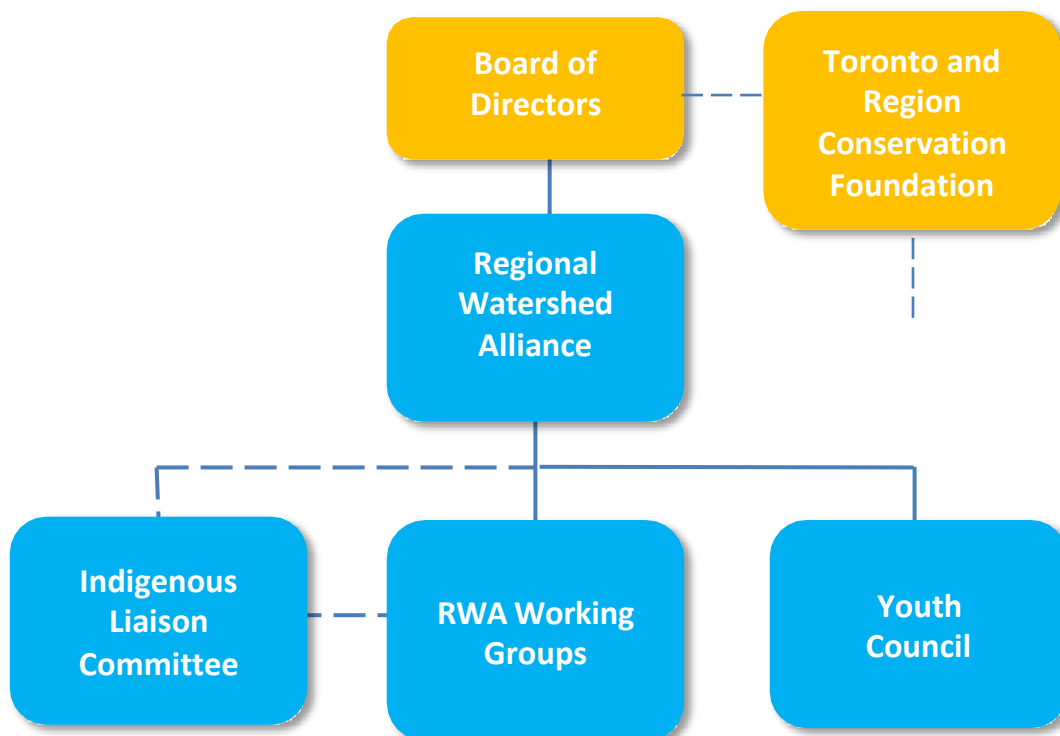 Board of
Directors
Toronto and
Region
Conservation
Foundation
Regional
Watershed
Alliance
Indigenous
Liaison
Committee
RWA Working
Groups
Youth
Council